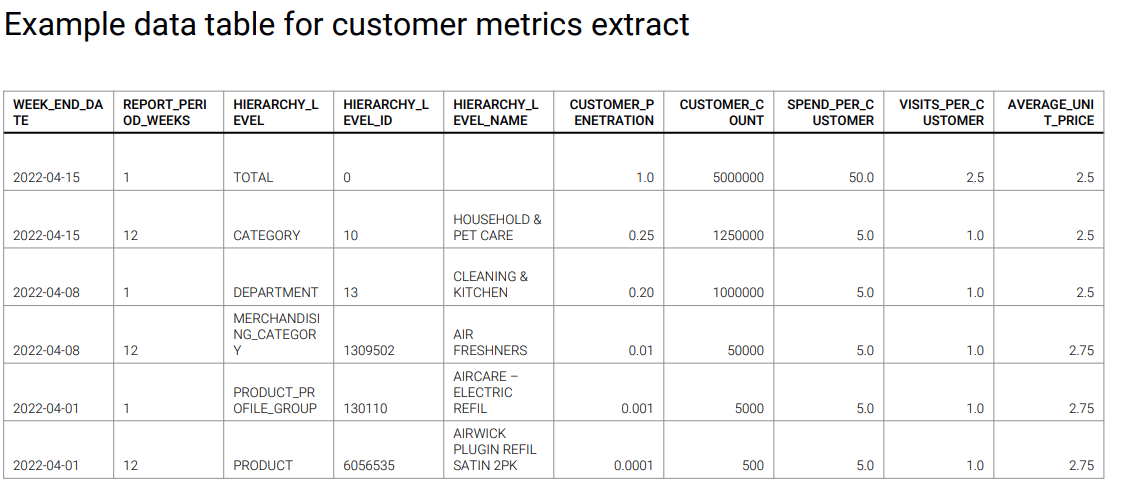 Example data table for customer metrics extract
WEEK_END_DA REPORT_PERI HIERARCHY_L HIERARCHY_L HIERARCHY_L CUSTOMER_P CUSTOMER_C SPEND_PER_C VISITS_PER_C AVERAGE_UNI
TE OD_WEEKS EVEL EVEL_ID EVEL_NAME ENETRATION OUNT USTOMER USTOMER T_PRICE
2022-04-15 1 TOTAL 0 1.0 5000000 50.0 2.5 2.5
HOUSEHOLD &
2022-04-15 12 CATEGORY 10 PET CARE 0.25 1250000 5.0 1.0 2.5
CLEANING &
2022-04-08 1 DEPARTMENT 13 KITCHEN 0.20 1000000 5.0 1.0 2.5
MERCHANDISI
NG_CATEGOR AIR
2022-04-08 12 Y 1309502 FRESHNERS 0.01 50000 5.0 1.0 2.75
AIRCARE –
PRODUCT_PR ELECTRIC
2022-04-01 1 OFILE_GROUP 130110 REFIL 0.001 5000 5.0 1.0 2.75
AIRWICK
PLUGIN REFIL
2022-04-01 12 PRODUCT 6056535 SATIN 2PK 0.0001 500 5.0 1.0 2.75